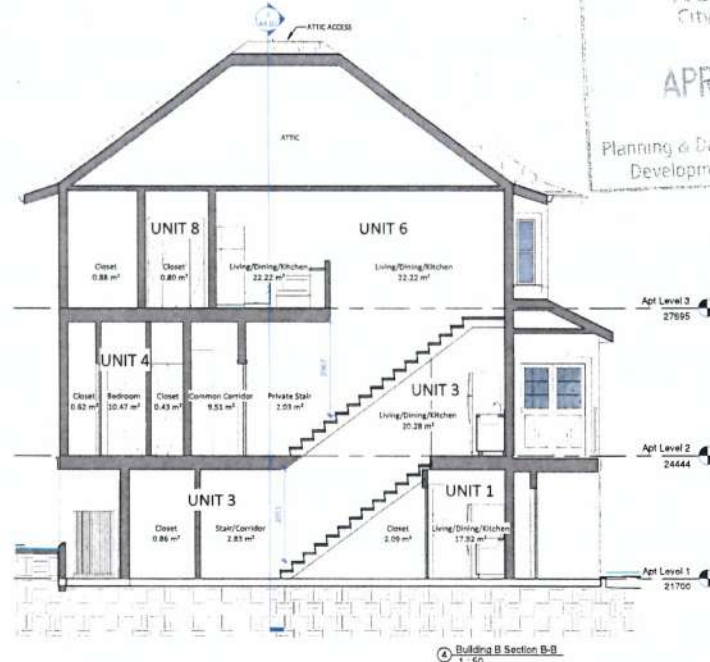 ATTIC ACCESS
City
APR
Planning & D
Developm
ATTIC
UNIT 8
UNIT 6
Closet
0.88 m²
Closet
0.80 m²
Living/Dining/Kitchen
22.22 m²
Living/Dining/Kitchen
22.22 m²
Apt Level 3
27695
UNIT 4
Closet
0.62 m²
Bedroom
10.47 m²
Closet
0.43 m²
Common Corridor
9.51 m²
Private Stair
2.03 m²
UNIT 3
Living/Dining/Kitchen
20.28 m²
Apt Level 2
24444
UNIT 3
UNIT 1
Closet
0.86 m²
Stair/Corridor
2.83 m²
Closet
2.09 m²
Living/Dining/Kitchen
17.92 m²
Apt Level 1
21700
4
Building B Section B-B
1 : 50